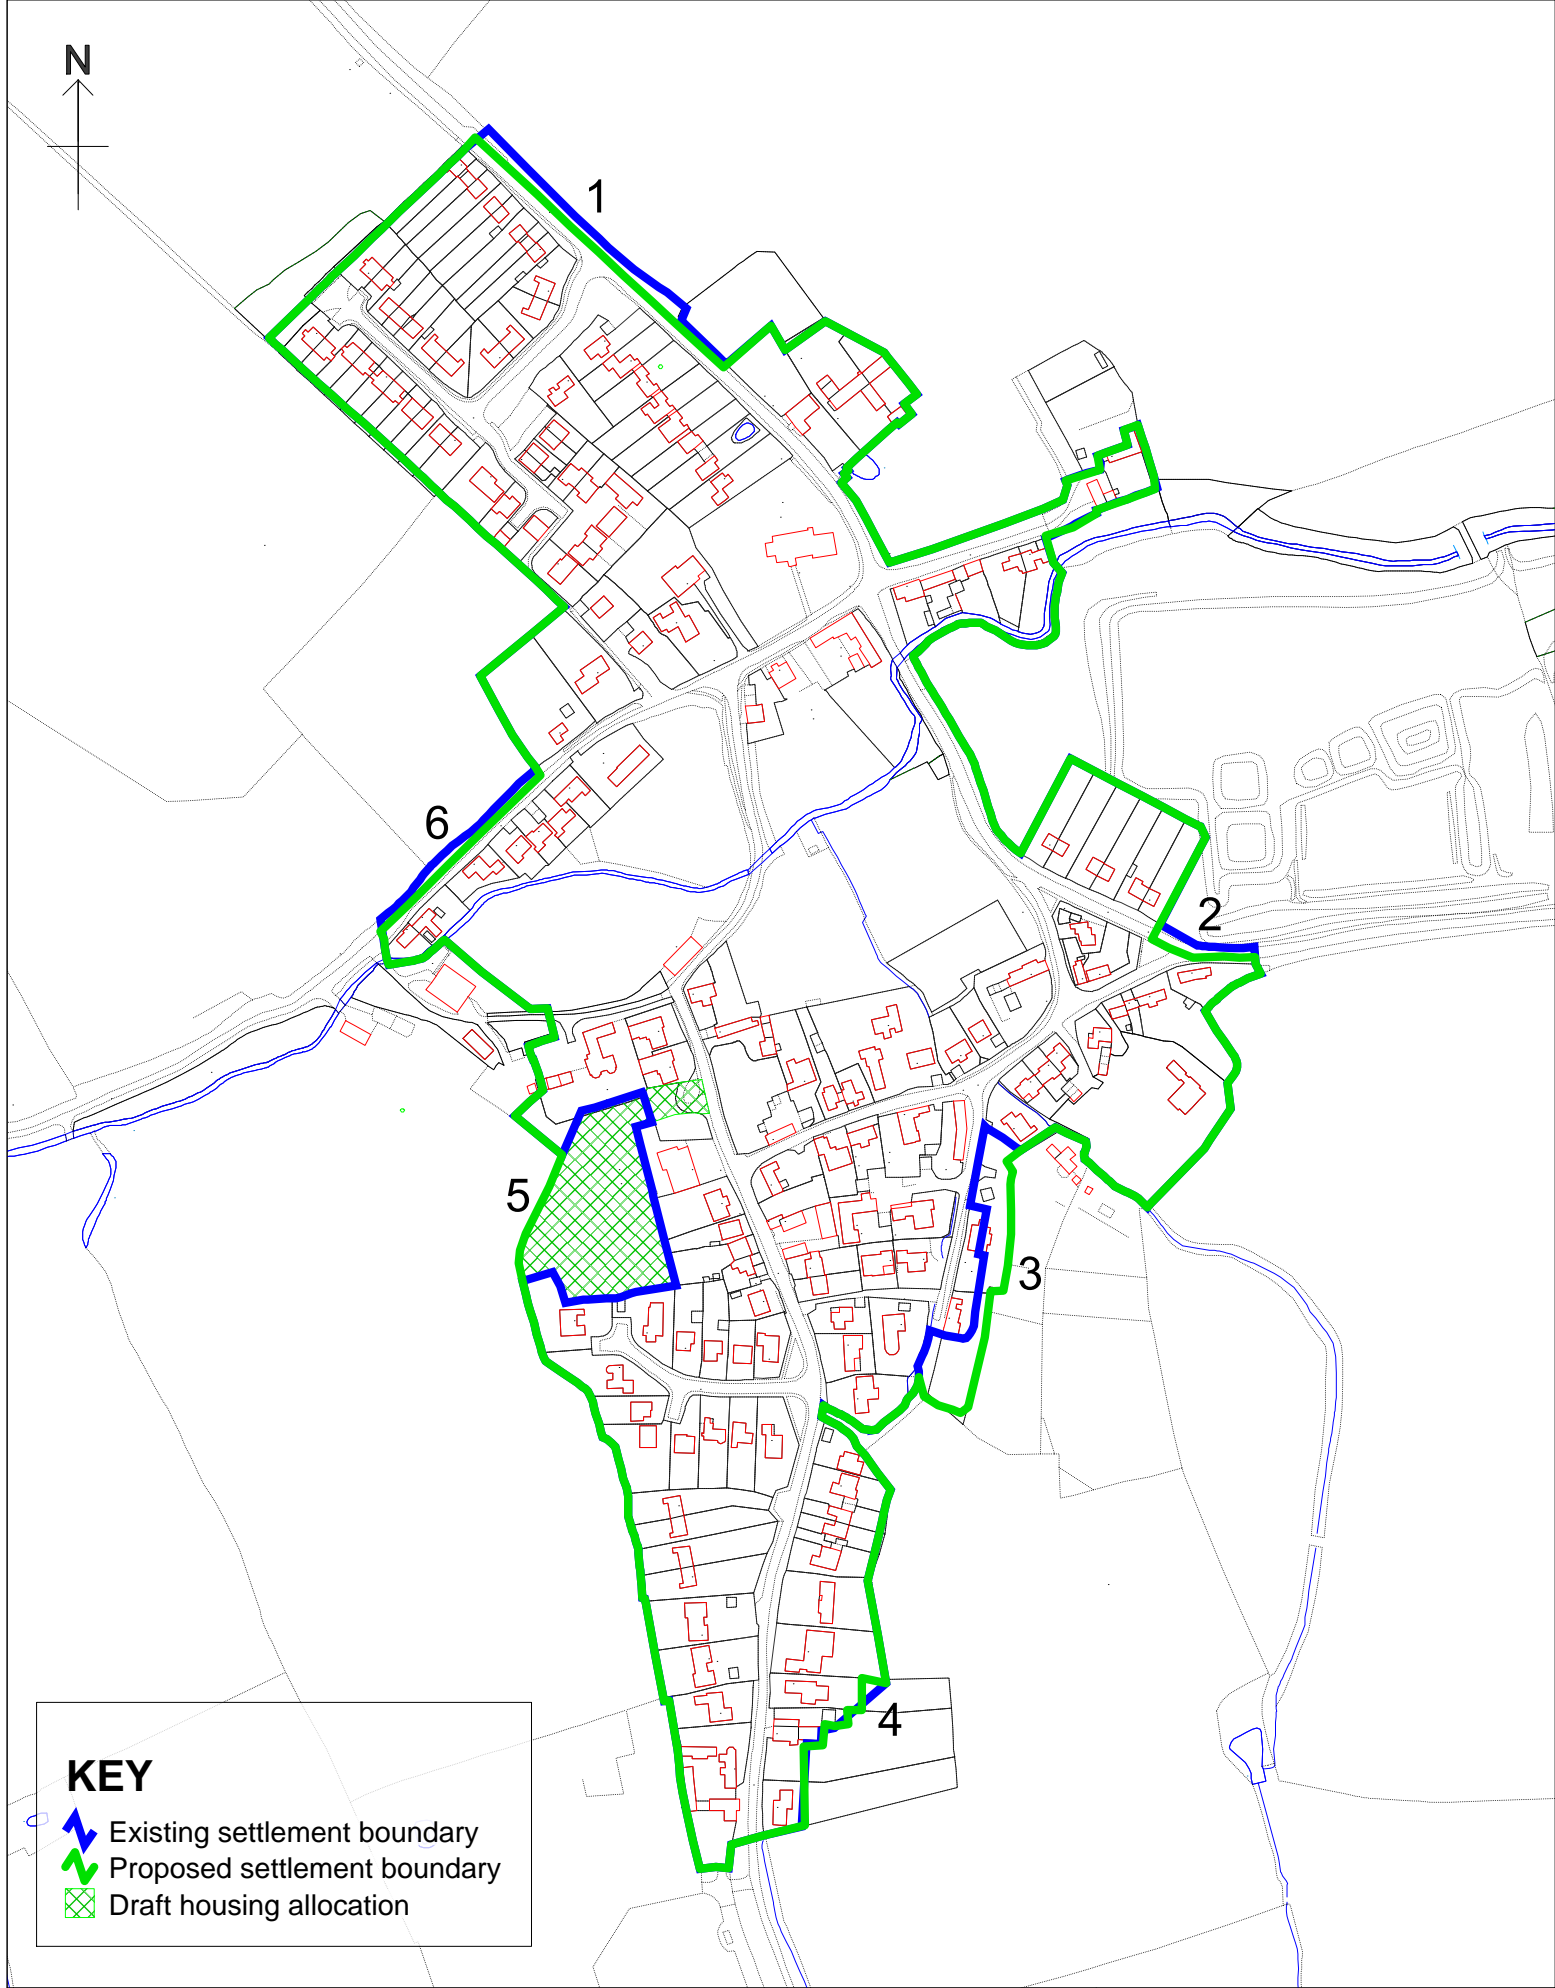 N
1
2
3
4
5
6
KEY
Existing settlement boundary
Proposed settlement boundary
Draft housing allocation